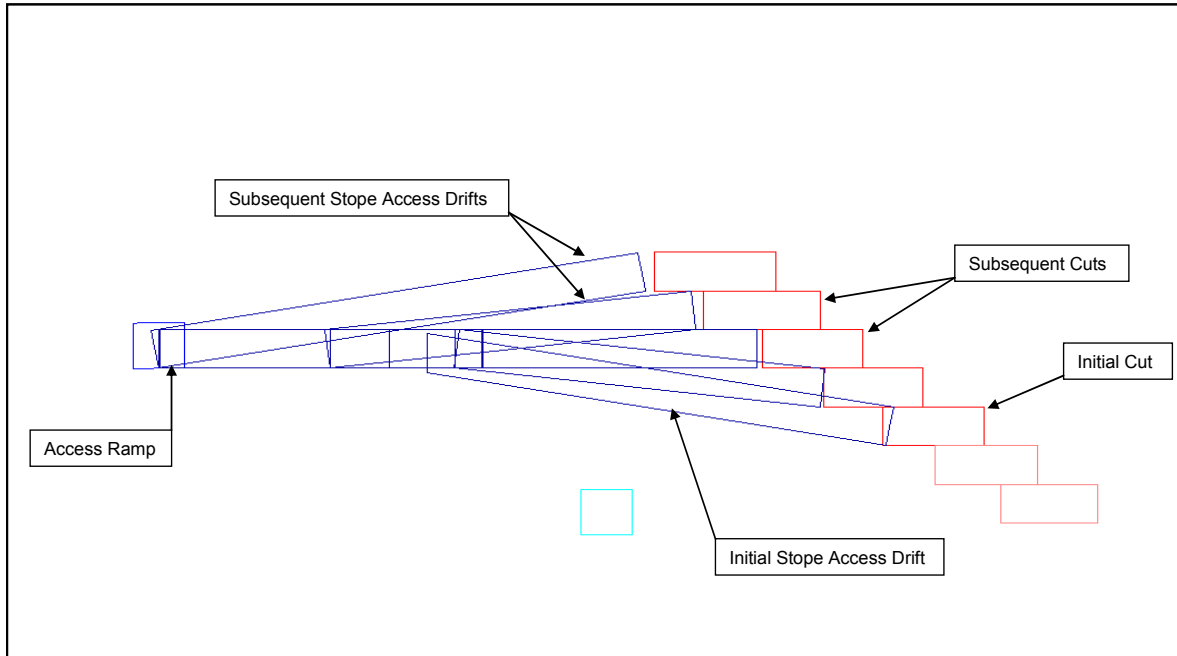 Subsequent Stope Access Drifts
Subsequent Cuts
Initial Cut
Access Ramp
Initial Stope Access Drift